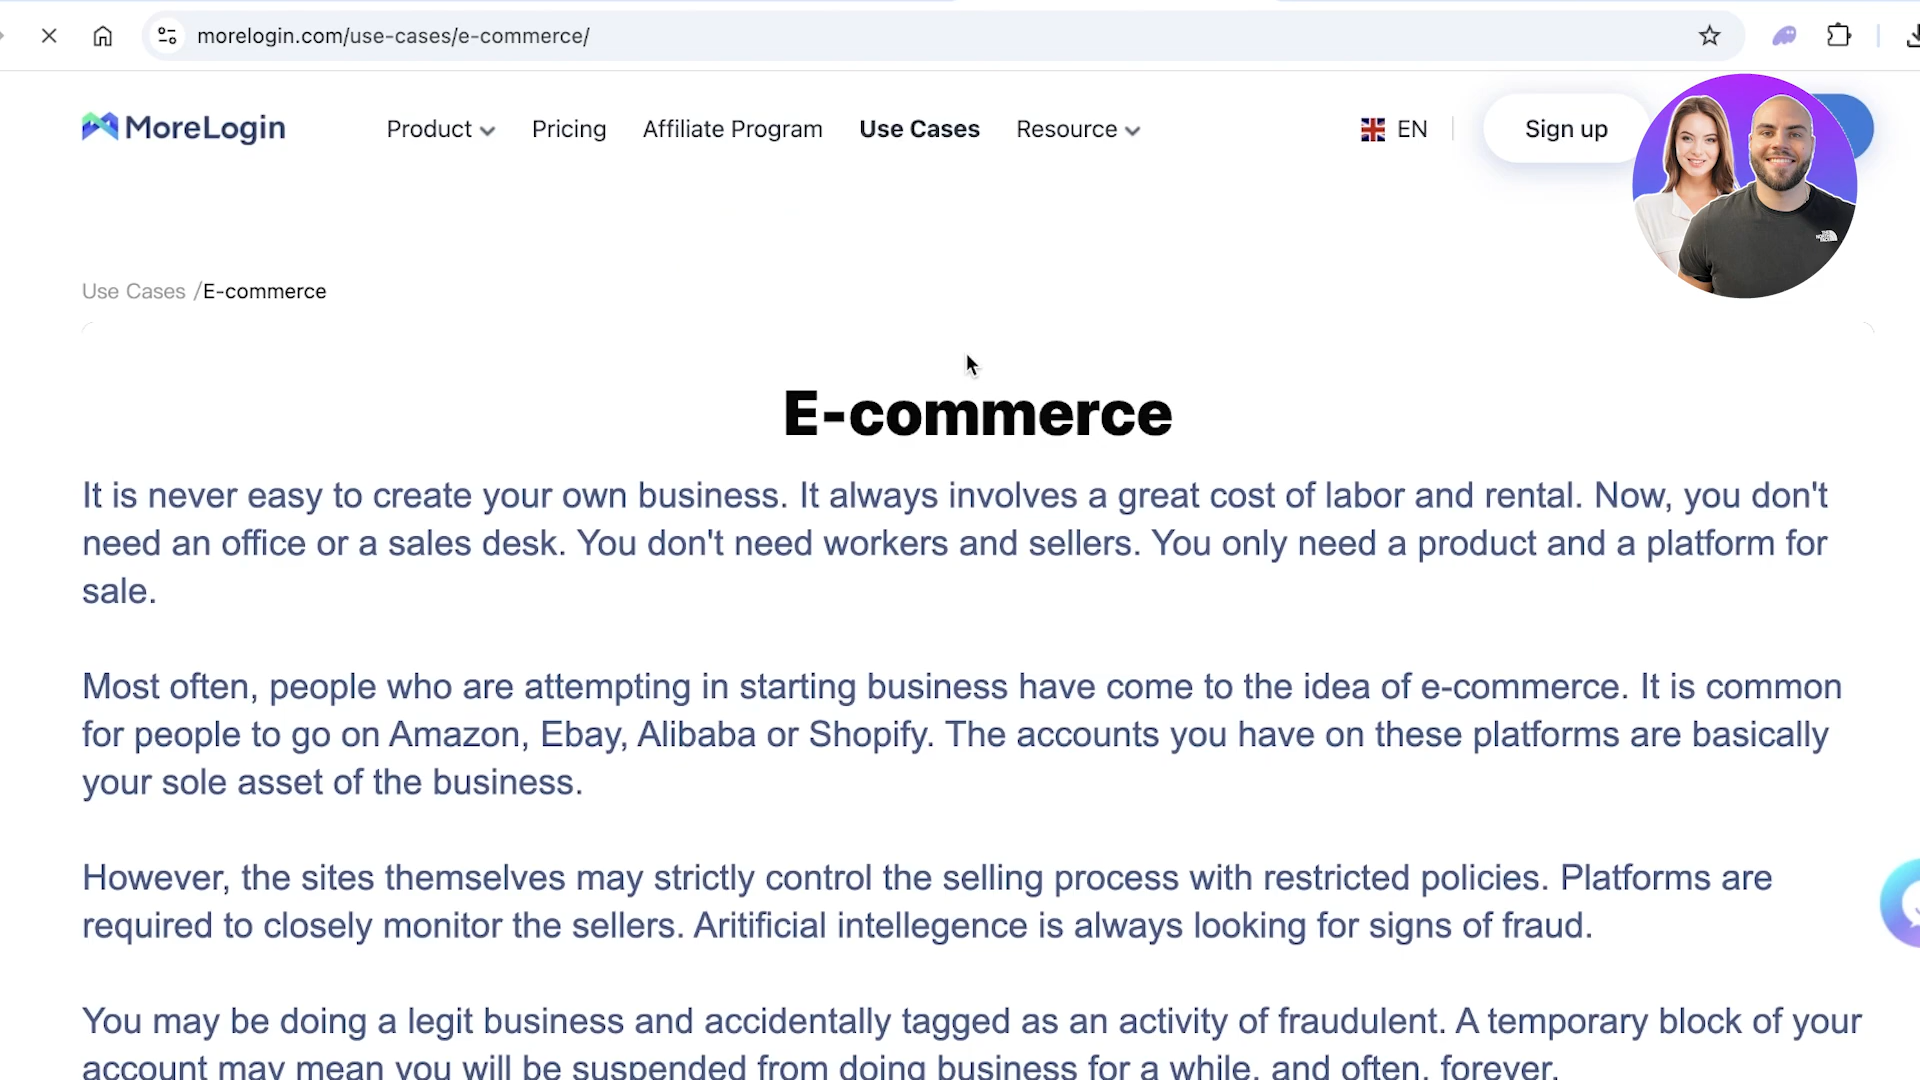 morelogin.com/use-cases/e-commerce/
MoreLogin
Product
Pricing
Affiliate Program
Use Cases
Resource
EN
Sign up
Use Cases /E-commerce
E-commerce
It is never easy to create your own business. It always involves a great cost of labor and rental. Now, you don't
need an office or a sales desk. You don't need workers and sellers. You only need a product and a platform for
sale.
Most often, people who are attempting in starting business have come to the idea of e-commerce. It is common
for people to go on Amazon, Ebay, Alibaba or Shopify. The accounts you have on these platforms are basically
your sole asset of the business.
However, the sites themselves may strictly control the selling process with restricted policies. Platforms are
required to closely monitor the sellers. Aritificial intellegence is always looking for signs of fraud.
You may be doing a legit business and accidentally tagged as an activity of fraudulent. A temporary block of your
account may mean you will be suspended from doing business for a while, and often, forever.